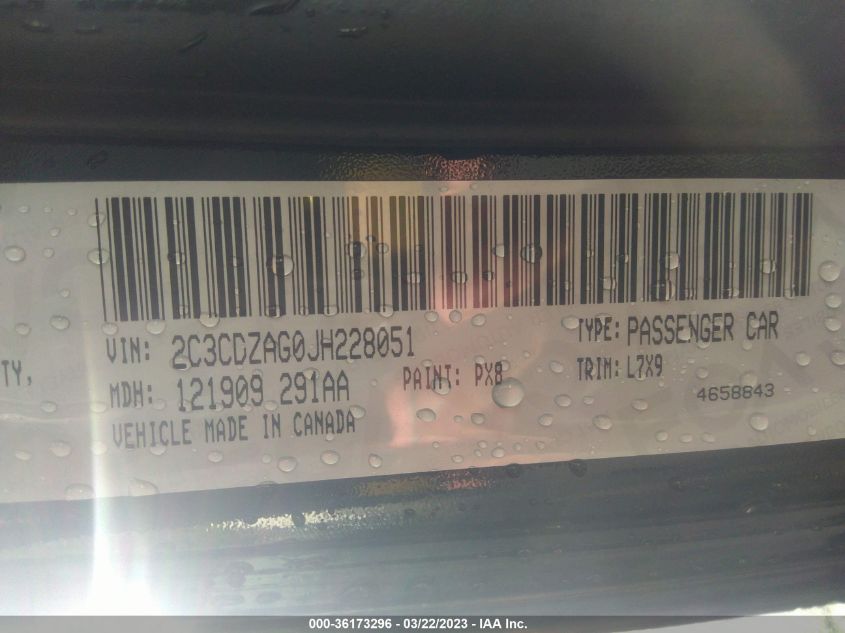 VIN: 2C3CDZAG0JH228051
TYPE: PASSENGER CAR
TY,
MDH: 121909 291AA
PAINT: PX8
TRIM: L7X9
4658843
VEHICLE MADE IN CANADA
000-36173296 - 03/22/2023 - IAA Inc.